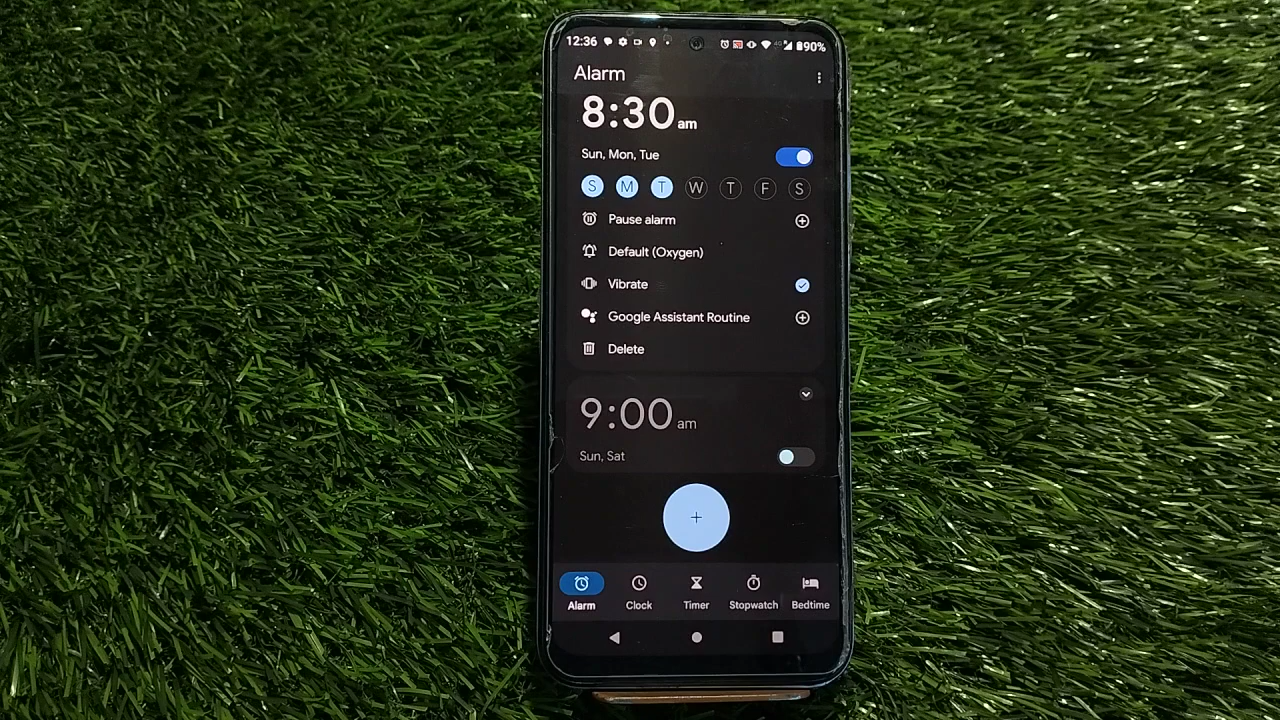 12:36 4G 90%
Alarm
8:30 am
Sun, Mon, Tue
S M T W T F S
Pause alarm
Default (Oxygen)
Vibrate
Google Assistant Routine
Delete
9:00 am
Sun, Sat
+
Alarm Clock Timer Stopwatch Bedtime